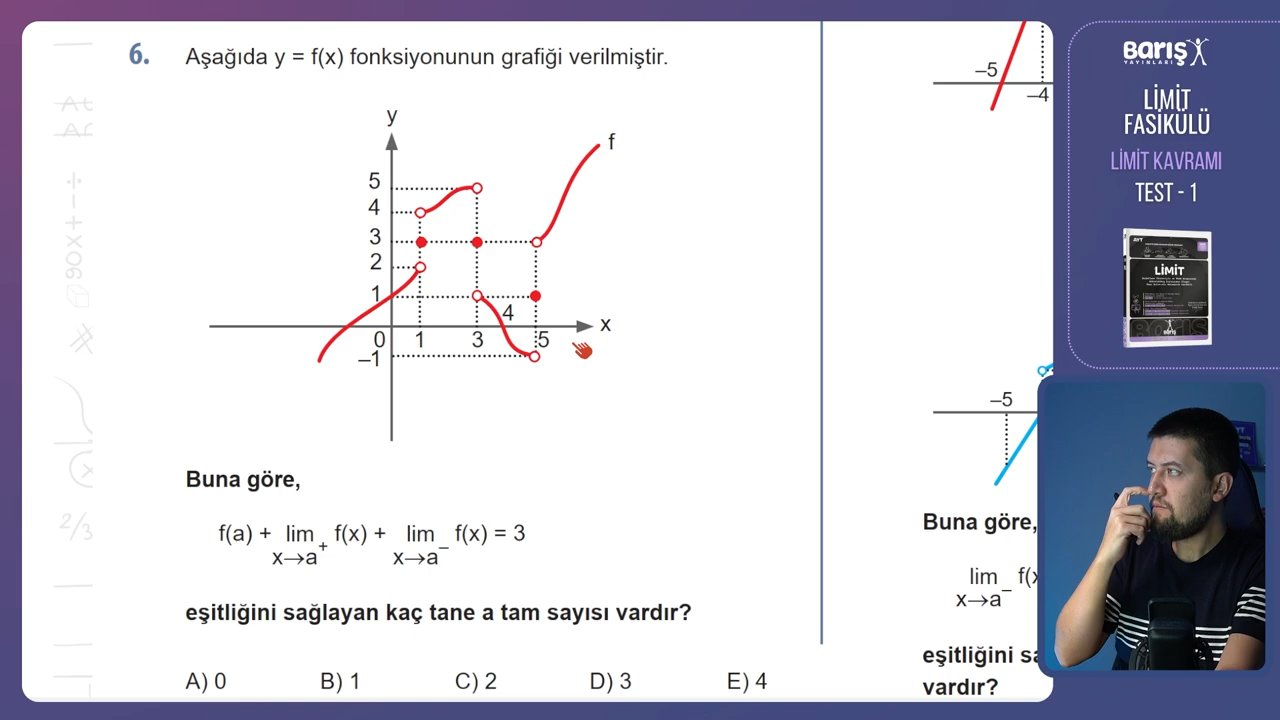 6. Aşağıda y = f(x) fonksiyonunun grafiği verilmiştir.
y
f
5
4
3
2
1
4
0 1 3 5 x
–1
Buna göre,
f(a) + lim f(x) + lim f(x) = 3
x→a⁺ x→a⁻
eşitliğini sağlayan kaç tane a tam sayısı vardır?
A) 0 B) 1 C) 2 D) 3 E) 4
–5
–4
–5
Buna göre,
lim f(x
x→a⁻
eşitliğini sa
vardır?
BARIŞ
YAYINLARI
LİMİT
FASİKÜLÜ
LİMİT KAVRAMI
TEST - 1
AYT
LİMİT
BARIŞ